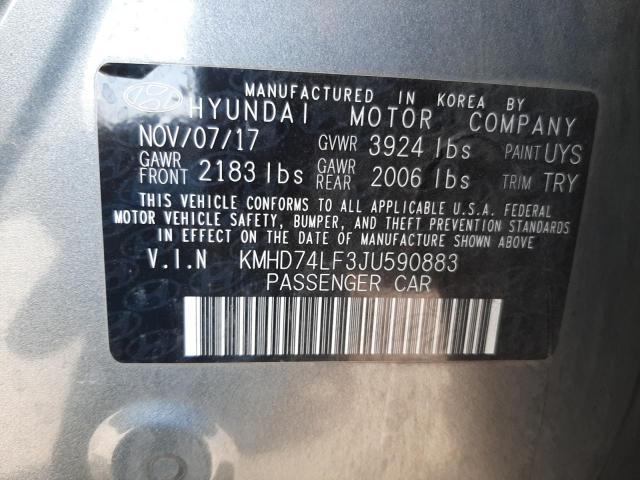 MANUFACTURED IN KOREA BY
HYUNDAI MOTOR COMPANY
NOV/07/17 GVWR 3924 lbs PAINT UYS
GAWR FRONT 2183 lbs GAWR REAR 2006 lbs TRIM TRY
THIS VEHICLE CONFORMS TO ALL APPLICABLE U.S.A. FEDERAL
MOTOR VEHICLE SAFETY, BUMPER, AND THEFT PREVENTION STANDARDS
IN EFFECT ON THE DATE OF MANUFACTURE SHOWN ABOVE
V.I.N KMHD74LF3JU590883
PASSENGER CAR